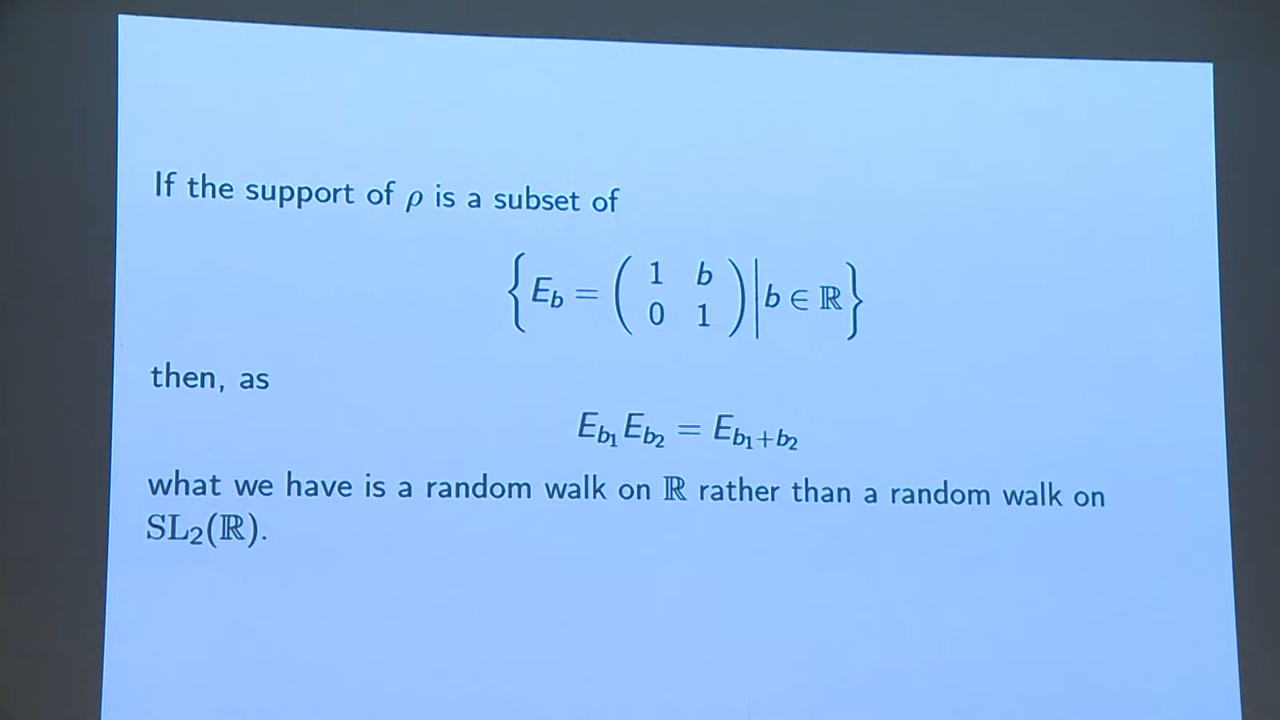 If the support of ρ is a subset of
{E_b = ( 1 b
0 1 ) | b ∈ ℝ}
then, as
E_{b_1} E_{b_2} = E_{b_1+b_2}
what we have is a random walk on ℝ rather than a random walk on
SL_2(ℝ).